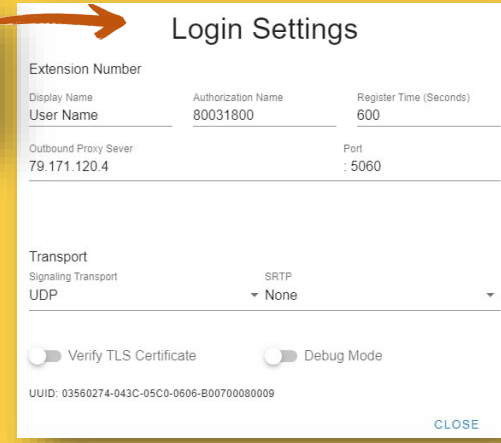 Login Settings
Extension Number
Display Name Authorization Name Register Time (Seconds)
User Name 80031800 600
Outbound Proxy Sever Port
79.171.120.4 : 5060
Transport
Signaling Transport SRTP
UDP None
Verify TLS Certificate Debug Mode
UUID: 03560274-043C-05C0-0606-B00700080009
CLOSE